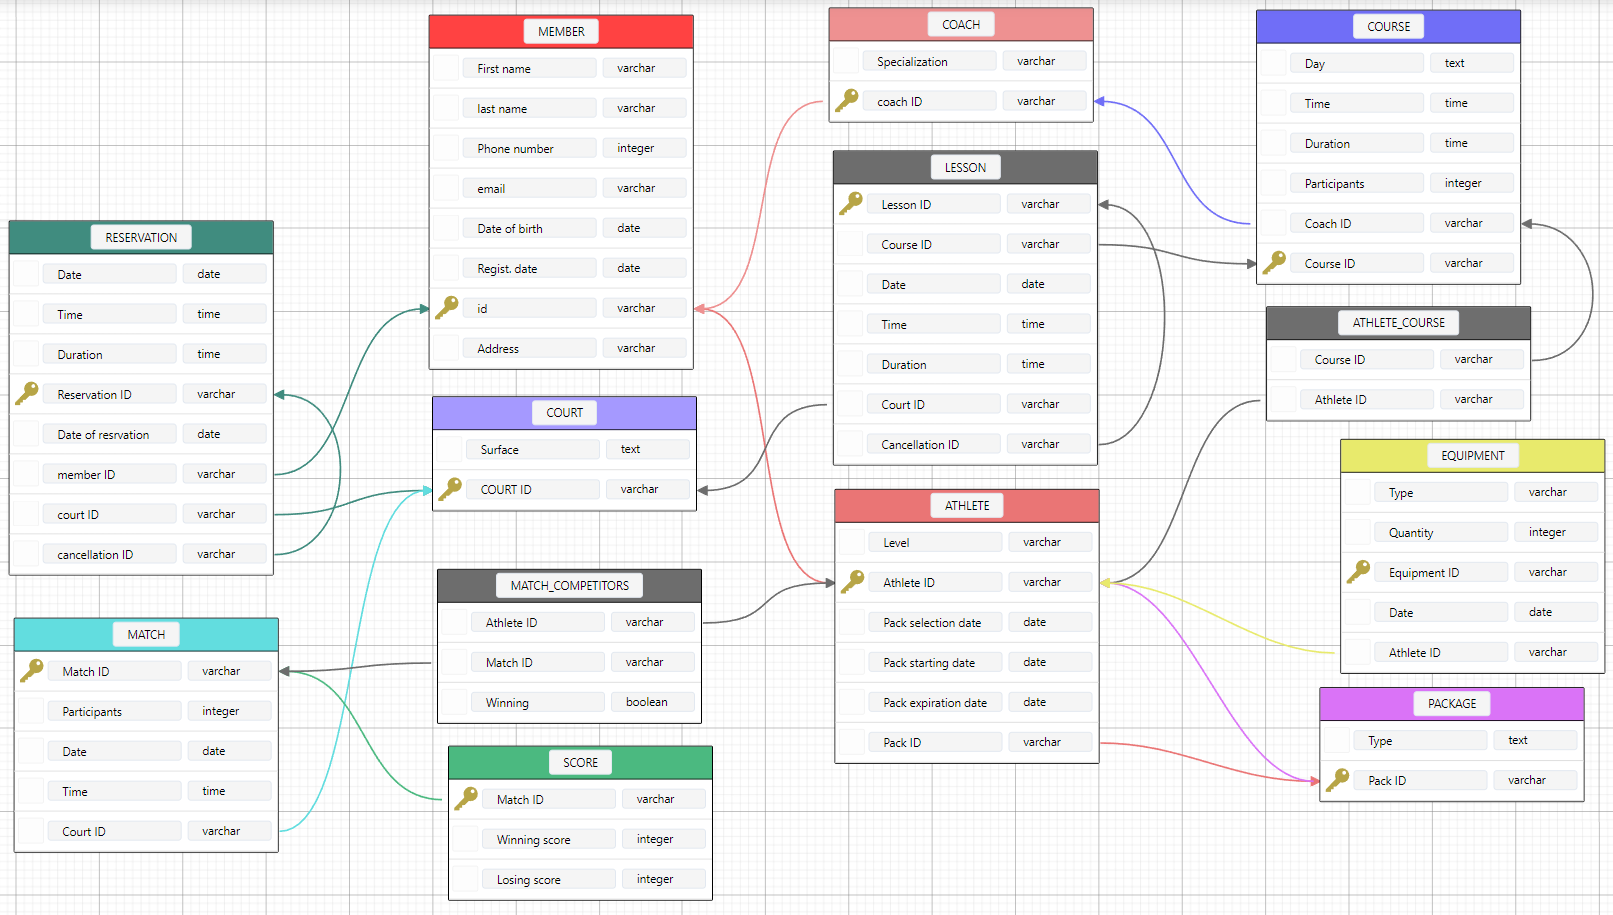 MEMBER
First name varchar
last name varchar
Phone number integer
email varchar
Date of birth date
Regist. date date
id varchar
Address varchar
COACH
Specialization varchar
coach ID varchar
COURSE
Day text
Time time
Duration time
Participants integer
Coach ID varchar
Course ID varchar
LESSON
Lesson ID varchar
Course ID varchar
Date date
Time time
Duration time
Court ID varchar
Cancellation ID varchar
RESERVATION
Date date
Time time
Duration time
Reservation ID varchar
Date of resrvation date
member ID varchar
court ID varchar
cancellation ID varchar
ATHLETE_COURSE
Course ID varchar
Athlete ID varchar
COURT
Surface text
COURT ID varchar
EQUIPMENT
Type varchar
Quantity integer
Equipment ID varchar
Date date
Athlete ID varchar
ATHLETE
Level varchar
Athlete ID varchar
Pack selection date date
Pack starting date date
Pack expiration date date
Pack ID varchar
MATCH_COMPETITORS
Athlete ID varchar
Match ID varchar
Winning boolean
MATCH
Match ID varchar
Participants integer
Date date
Time time
Court ID varchar
PACKAGE
Type text
Pack ID varchar
SCORE
Match ID varchar
Winning score integer
Losing score integer